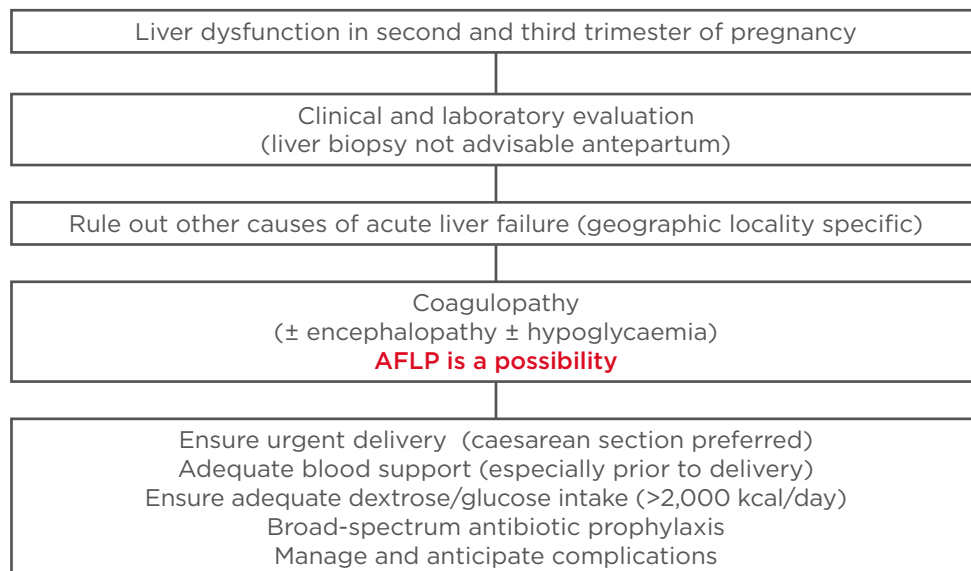 Liver dysfunction in second and third trimester of pregnancy
Clinical and laboratory evaluation
(liver biopsy not advisable antepartum)
Rule out other causes of acute liver failure (geographic locality specific)
Coagulopathy
(± encephalopathy ± hypoglycaemia)
AFLP is a possibility
Ensure urgent delivery (caesarean section preferred)
Adequate blood support (especially prior to delivery)
Ensure adequate dextrose/glucose intake (>2,000 kcal/day)
Broad-spectrum antibiotic prophylaxis
Manage and anticipate complications